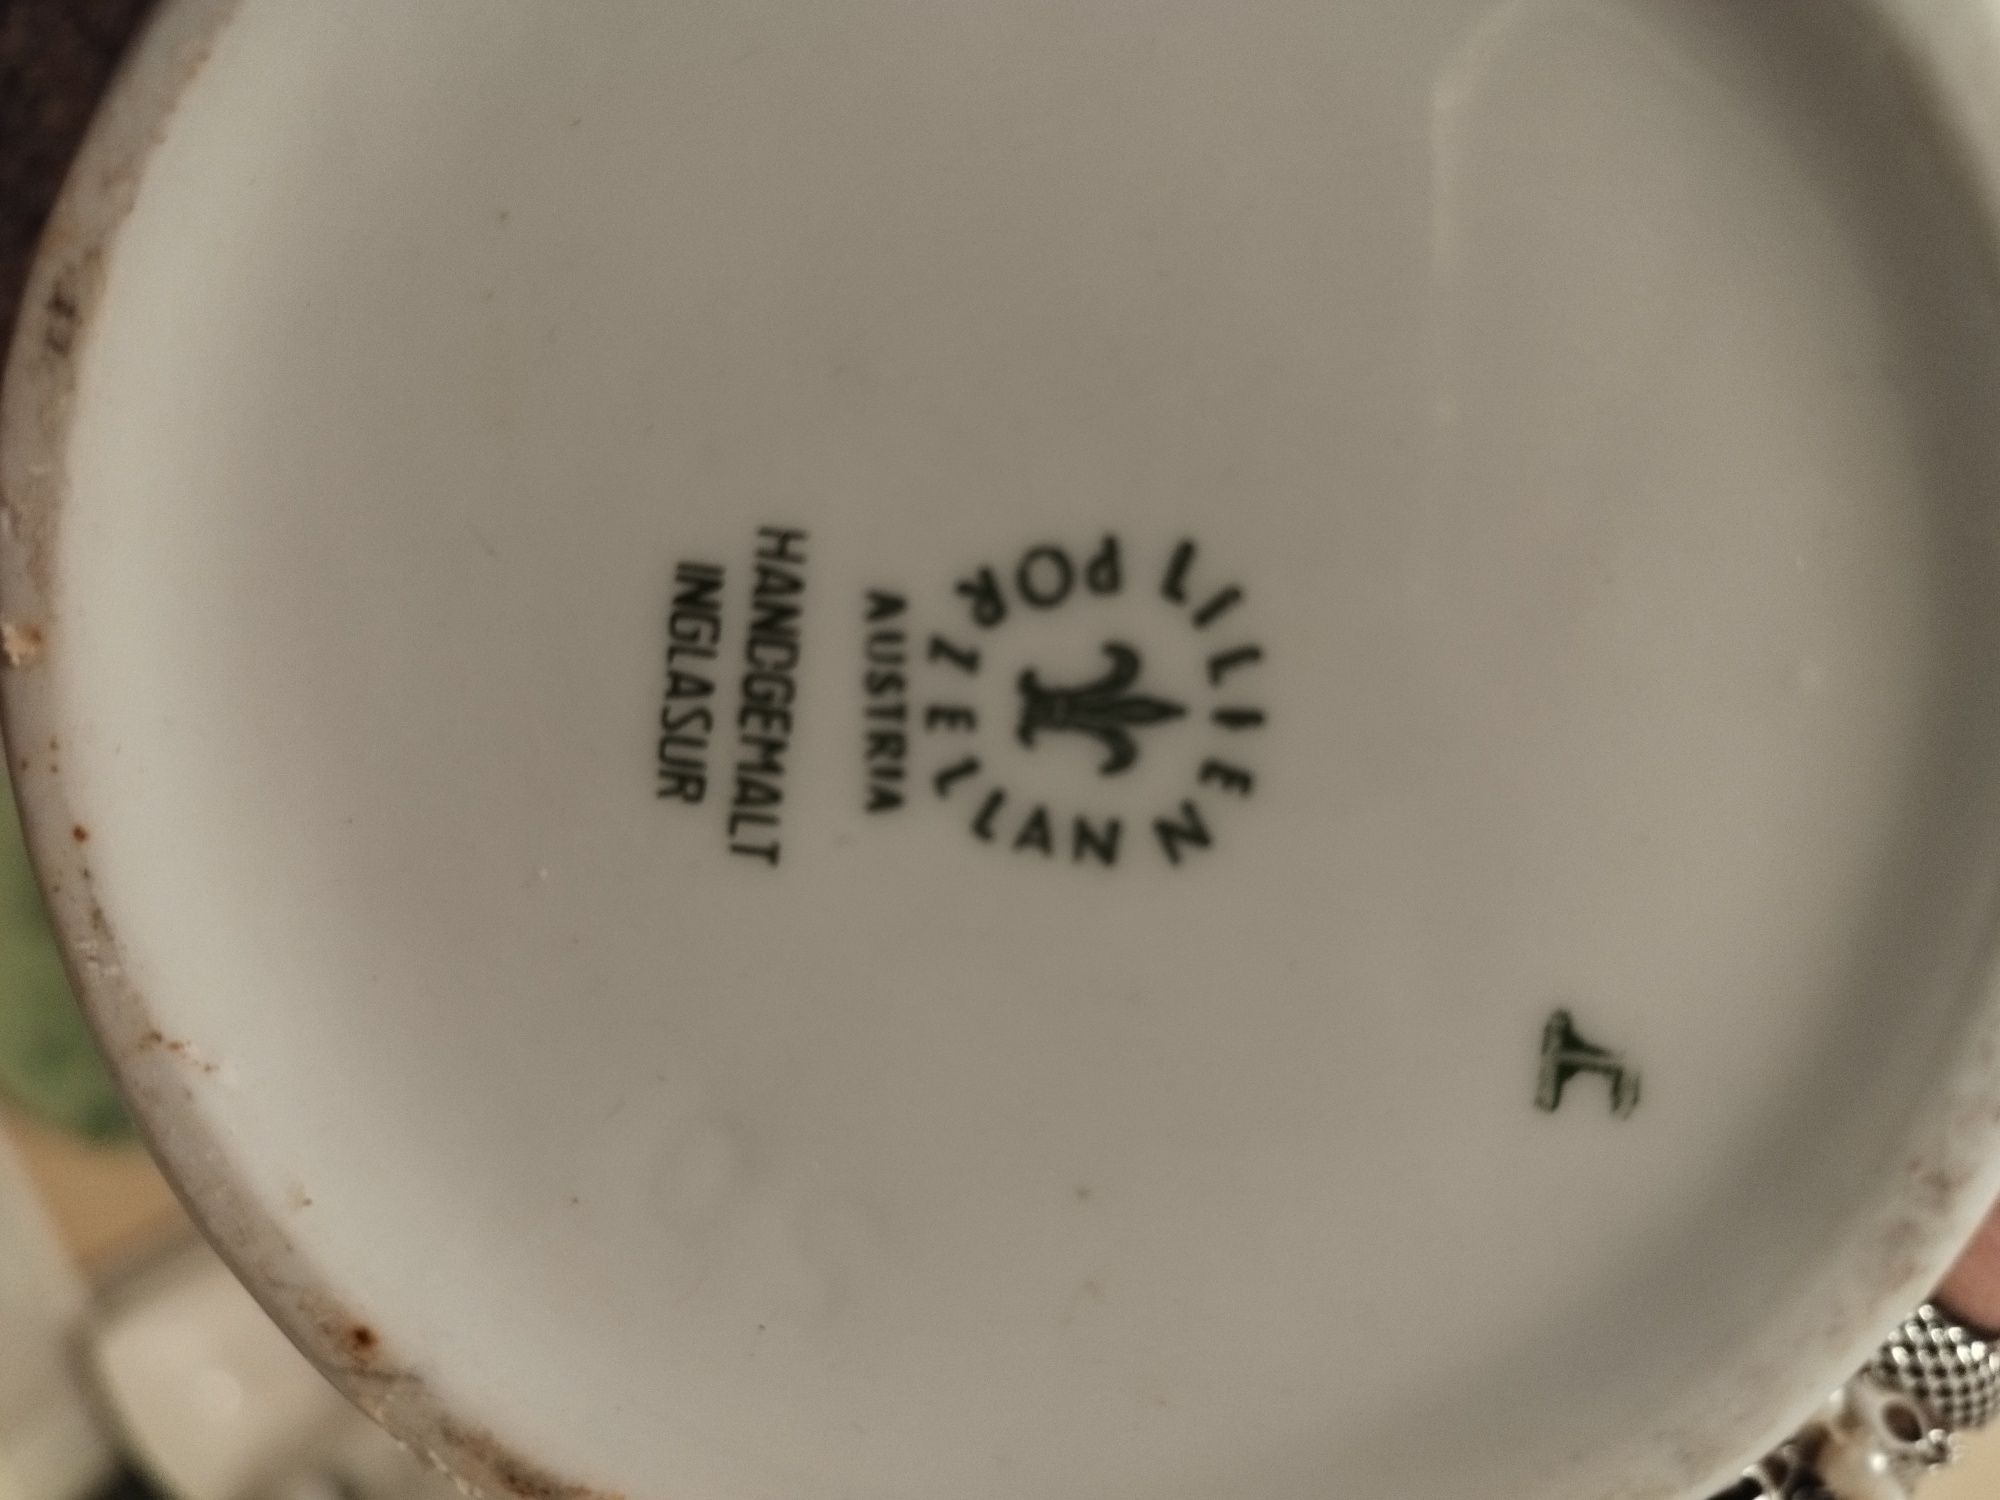 LILIEN
PORZELLAN
AUSTRIA
HANDGEMALT
INGLASUR